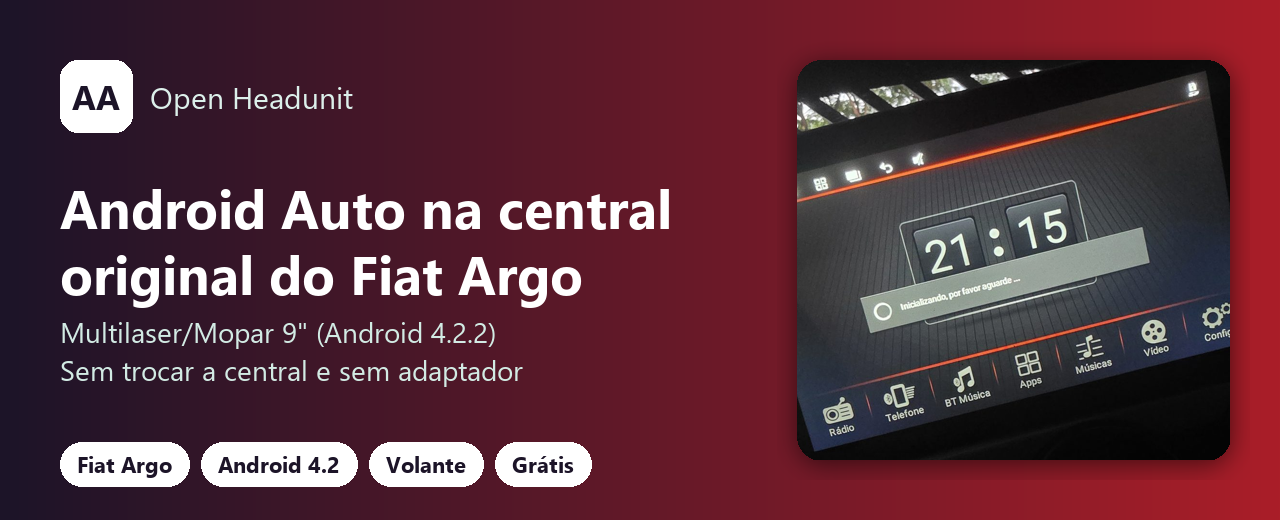 AA
Open Headunit
Android Auto na central
original do Fiat Argo
Multilaser/Mopar 9" (Android 4.2.2)
Sem trocar a central e sem adaptador
Fiat Argo
Android 4.2
Volante
Grátis
21:15
Inicializando, por favor aguarde ...
Rádio
Telefone
BT Música
Apps
Músicas
Vídeo